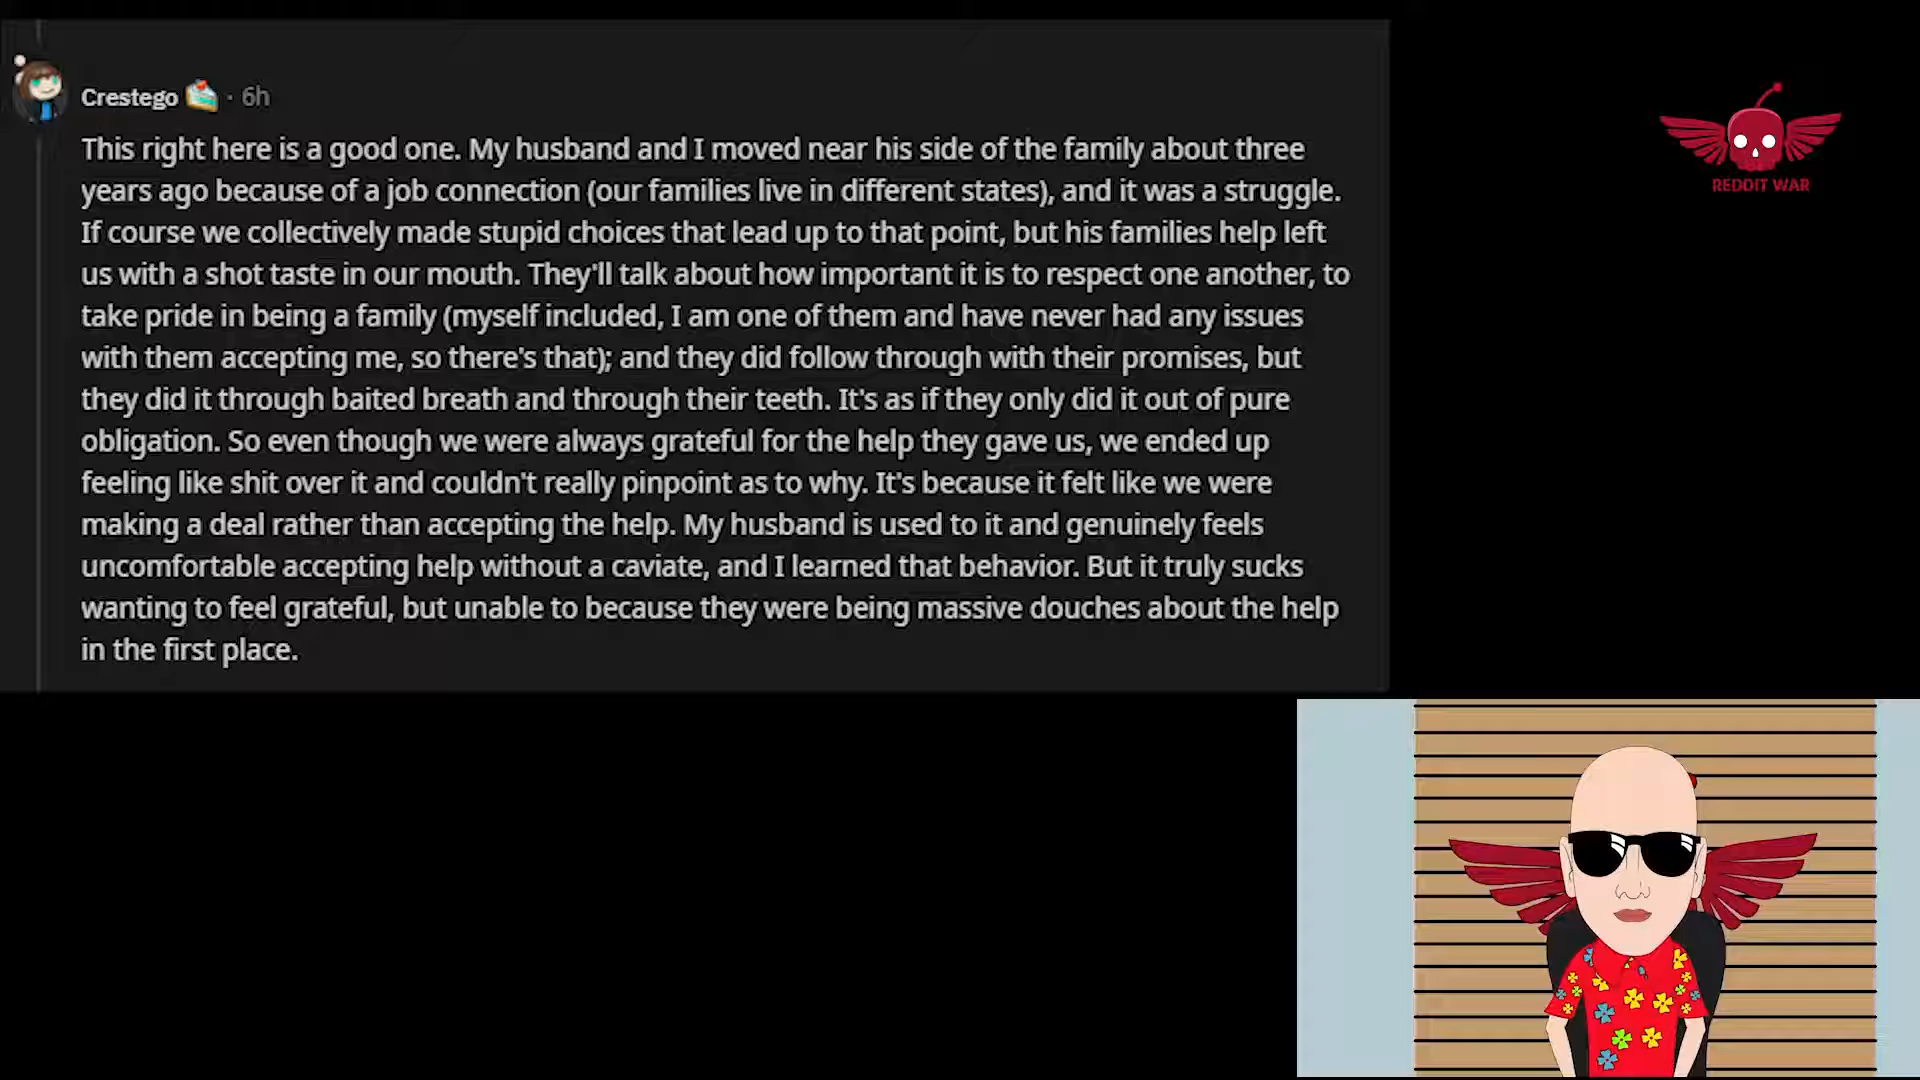 Crestego · 6h
This right here is a good one. My husband and I moved near his side of the family about three
years ago because of a job connection (our families live in different states), and it was a struggle.
If course we collectively made stupid choices that lead up to that point, but his families help left
us with a shot taste in our mouth. They'll talk about how important it is to respect one another, to
take pride in being a family (myself included, I am one of them and have never had any issues
with them accepting me, so there's that); and they did follow through with their promises, but
they did it through baited breath and through their teeth. It's as if they only did it out of pure
obligation. So even though we were always grateful for the help they gave us, we ended up
feeling like shit over it and couldn't really pinpoint as to why. It's because it felt like we were
making a deal rather than accepting the help. My husband is used to it and genuinely feels
uncomfortable accepting help without a caviate, and I learned that behavior. But it truly sucks
wanting to feel grateful, but unable to because they were being massive douches about the help
in the first place.
REDDIT WAR